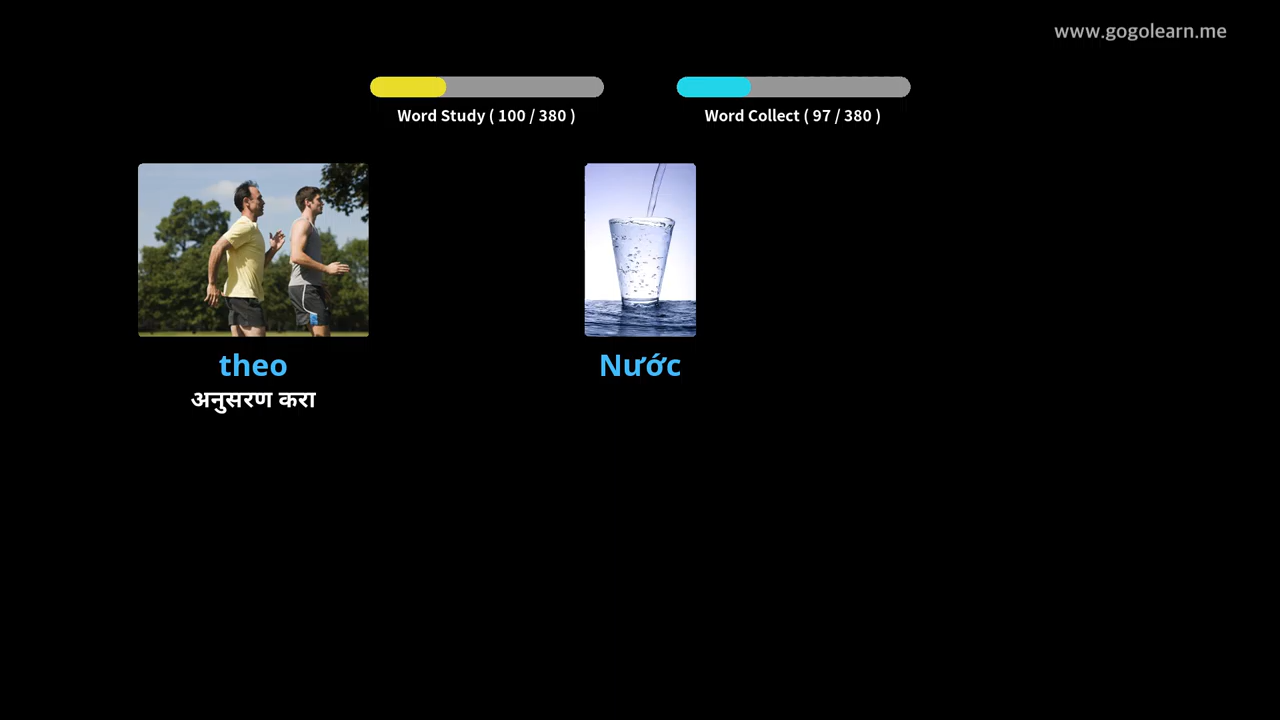 www.gogolearn.me
Word Study ( 100 / 380 )
Word Collect ( 97 / 380 )
theo
अनुसरण करा
Nước